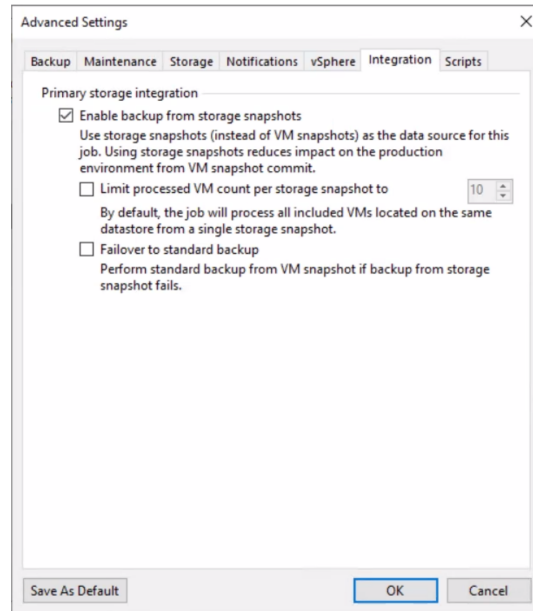 Advanced Settings
Backup Maintenance Storage Notifications vSphere Integration Scripts
Primary storage integration
Enable backup from storage snapshots
Use storage snapshots (instead of VM snapshots) as the data source for this
job. Using storage snapshots reduces impact on the production
environment from VM snapshot commit.
Limit processed VM count per storage snapshot to 10
By default, the job will process all included VMs located on the same
datastore from a single storage snapshot.
Failover to standard backup
Perform standard backup from VM snapshot if backup from storage
snapshot fails.
Save As Default OK Cancel